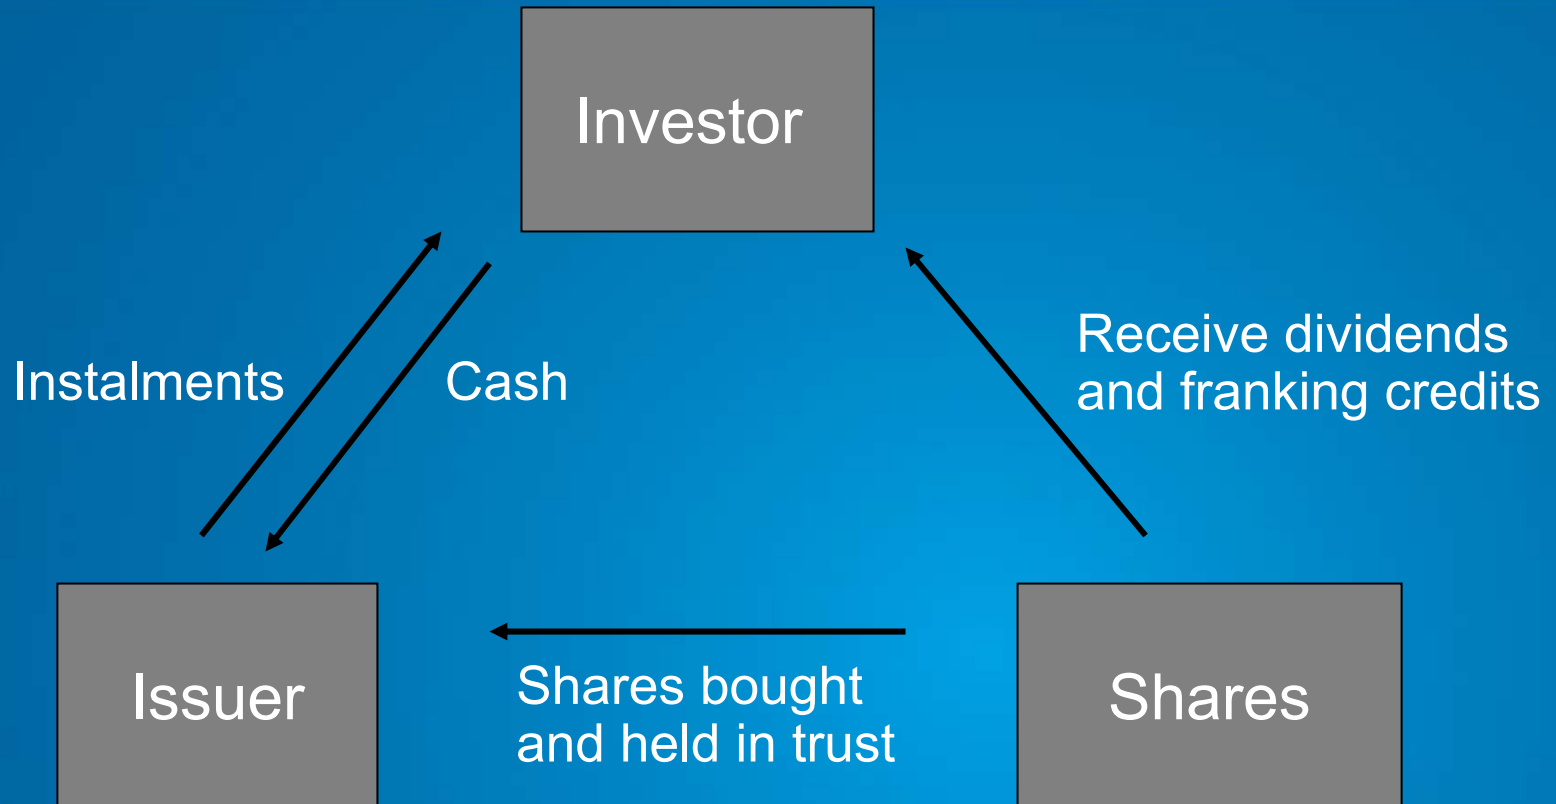 Investor
Instalments
Cash
Receive dividends
and franking credits
Issuer
Shares bought
and held in trust
Shares